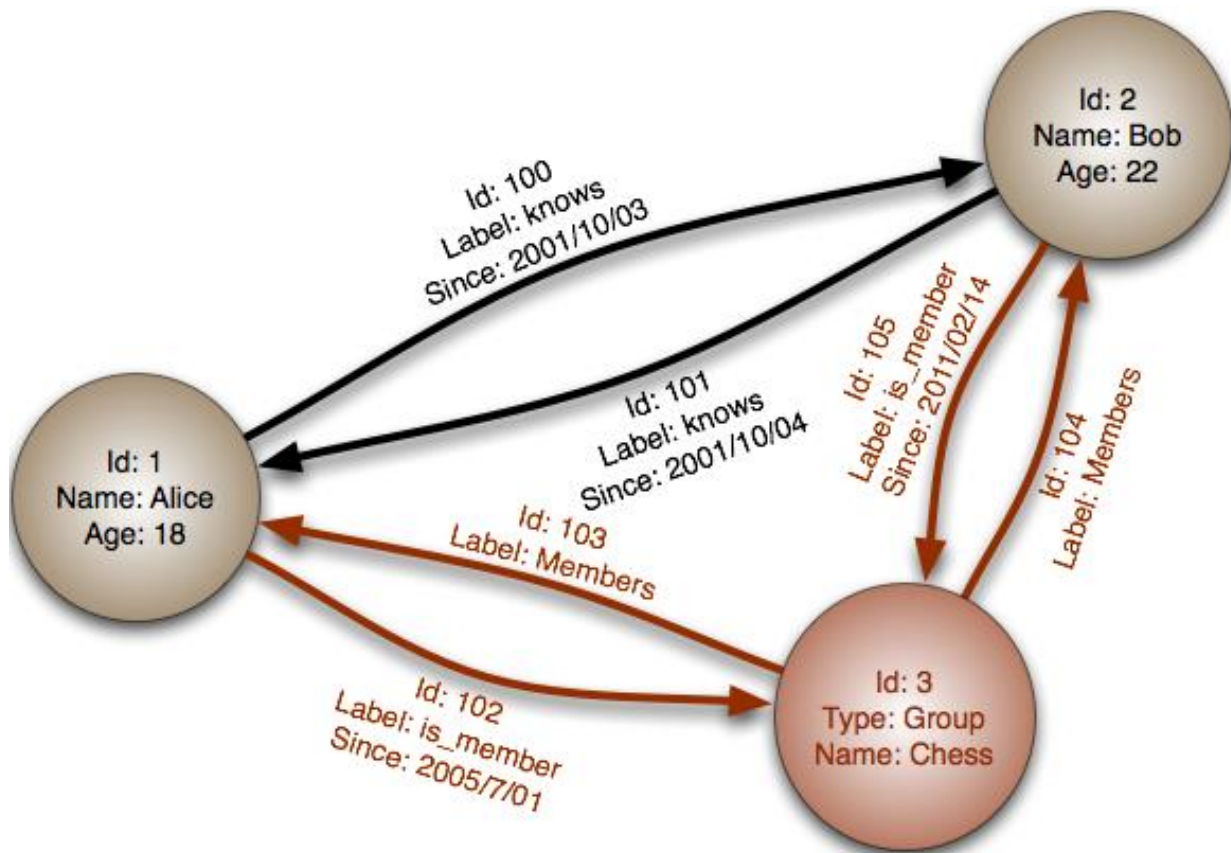 Id: 2
Name: Bob
Age: 22
Id: 100
Label: knows
Since: 2001/10/03
Id: 101
Label: knows
Since: 2001/10/04
Id: 105
Label: is_member
Since: 2011/02/14
Id: 104
Label: Members
Id: 1
Name: Alice
Age: 18
Id: 103
Label: Members
Id: 102
Label: is_member
Since: 2005/7/01
Id: 3
Type: Group
Name: Chess